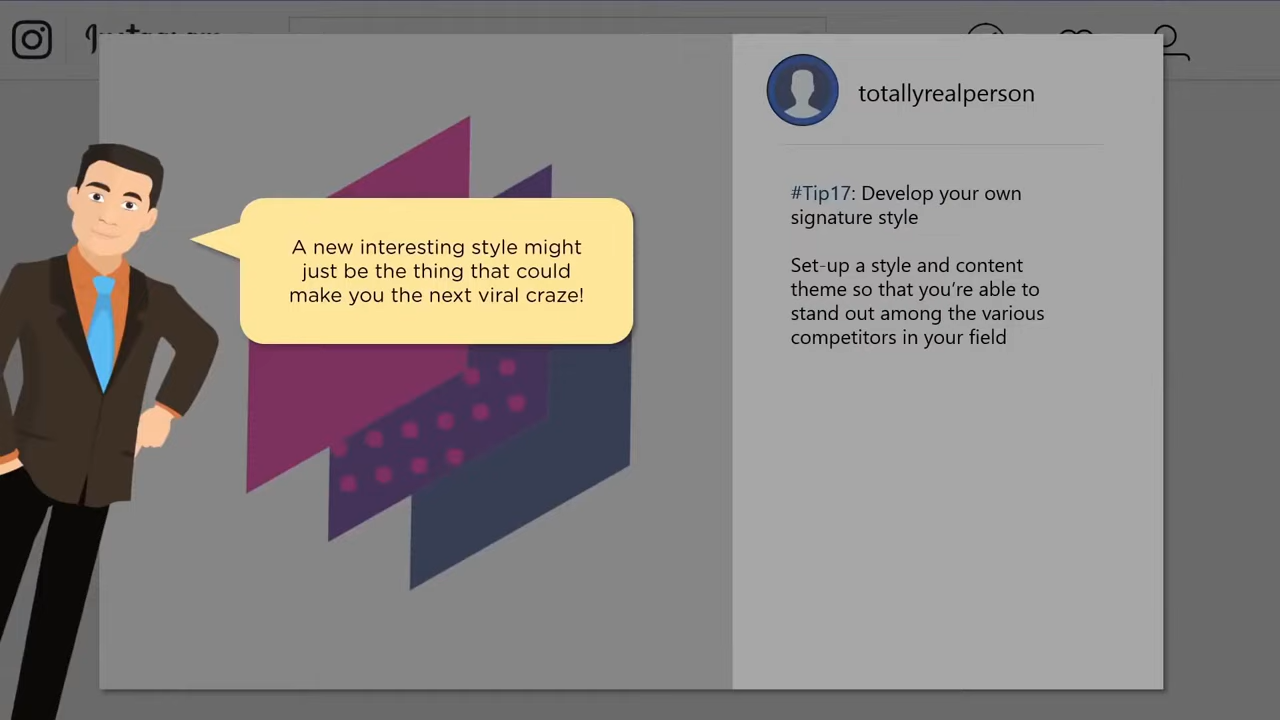 Instagram
totallyrealperson
#Tip17: Develop your own
signature style
Set-up a style and content
theme so that you're able to
stand out among the various
competitors in your field
A new interesting style might
just be the thing that could
make you the next viral craze!